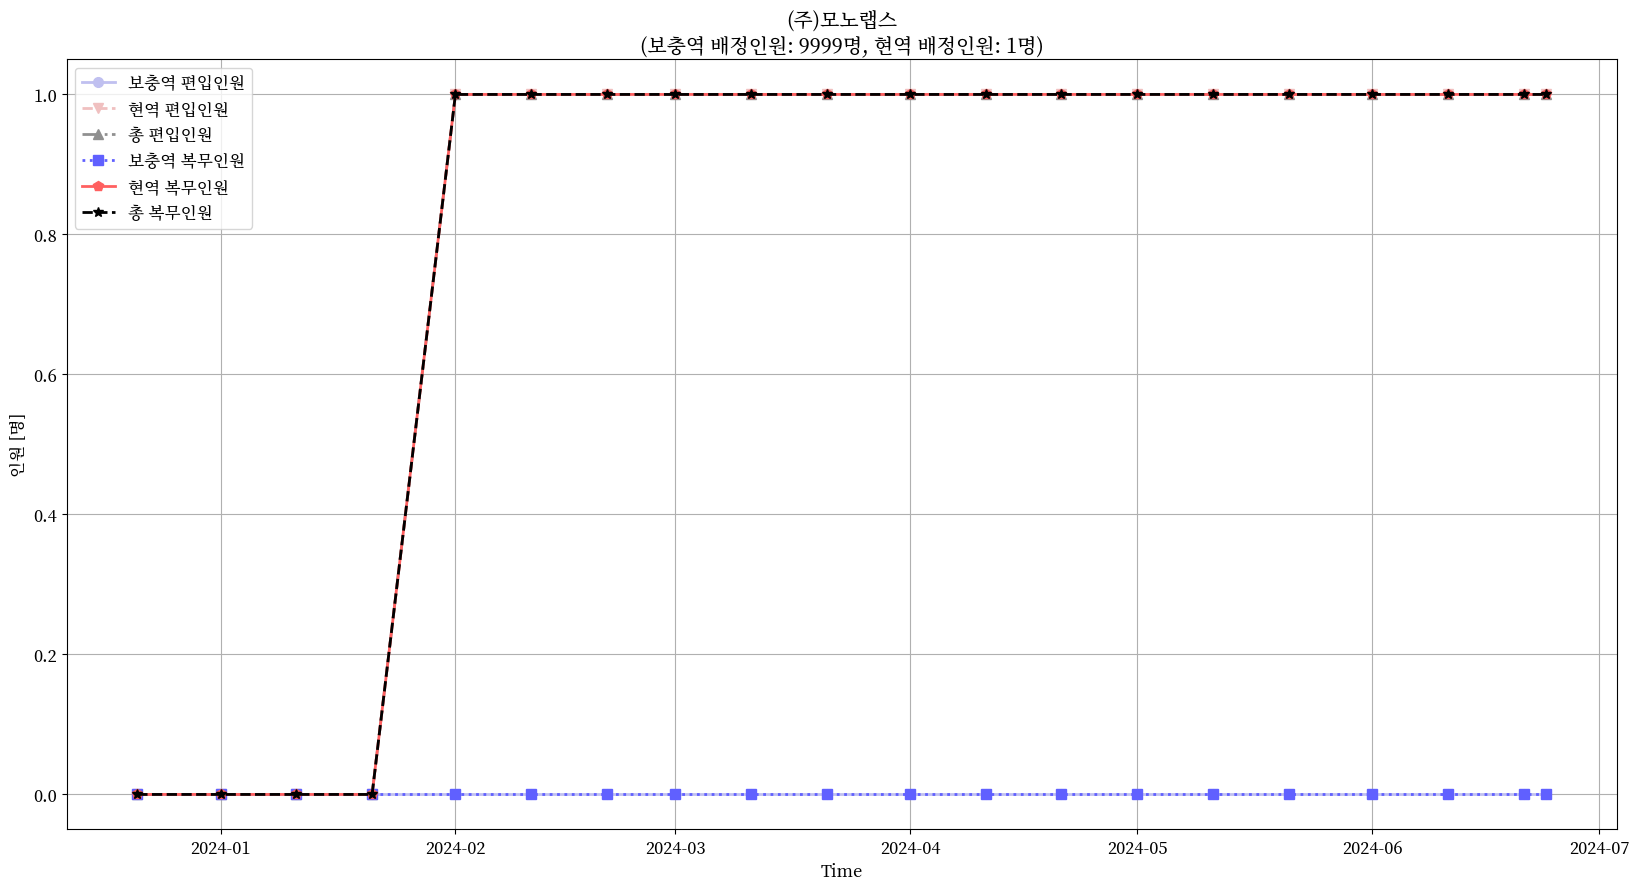 (주)모노랩스
(보충역 배정인원: 9999명, 현역 배정인원: 1명)
보충역 편입인원
현역 편입인원
총 편입인원
보충역 복무인원
현역 복무인원
총 복무인원
1.0
0.8
0.6
0.4
0.2
0.0
인원 [명]
2024-01
2024-02
2024-03
2024-04
2024-05
2024-06
2024-07
Time